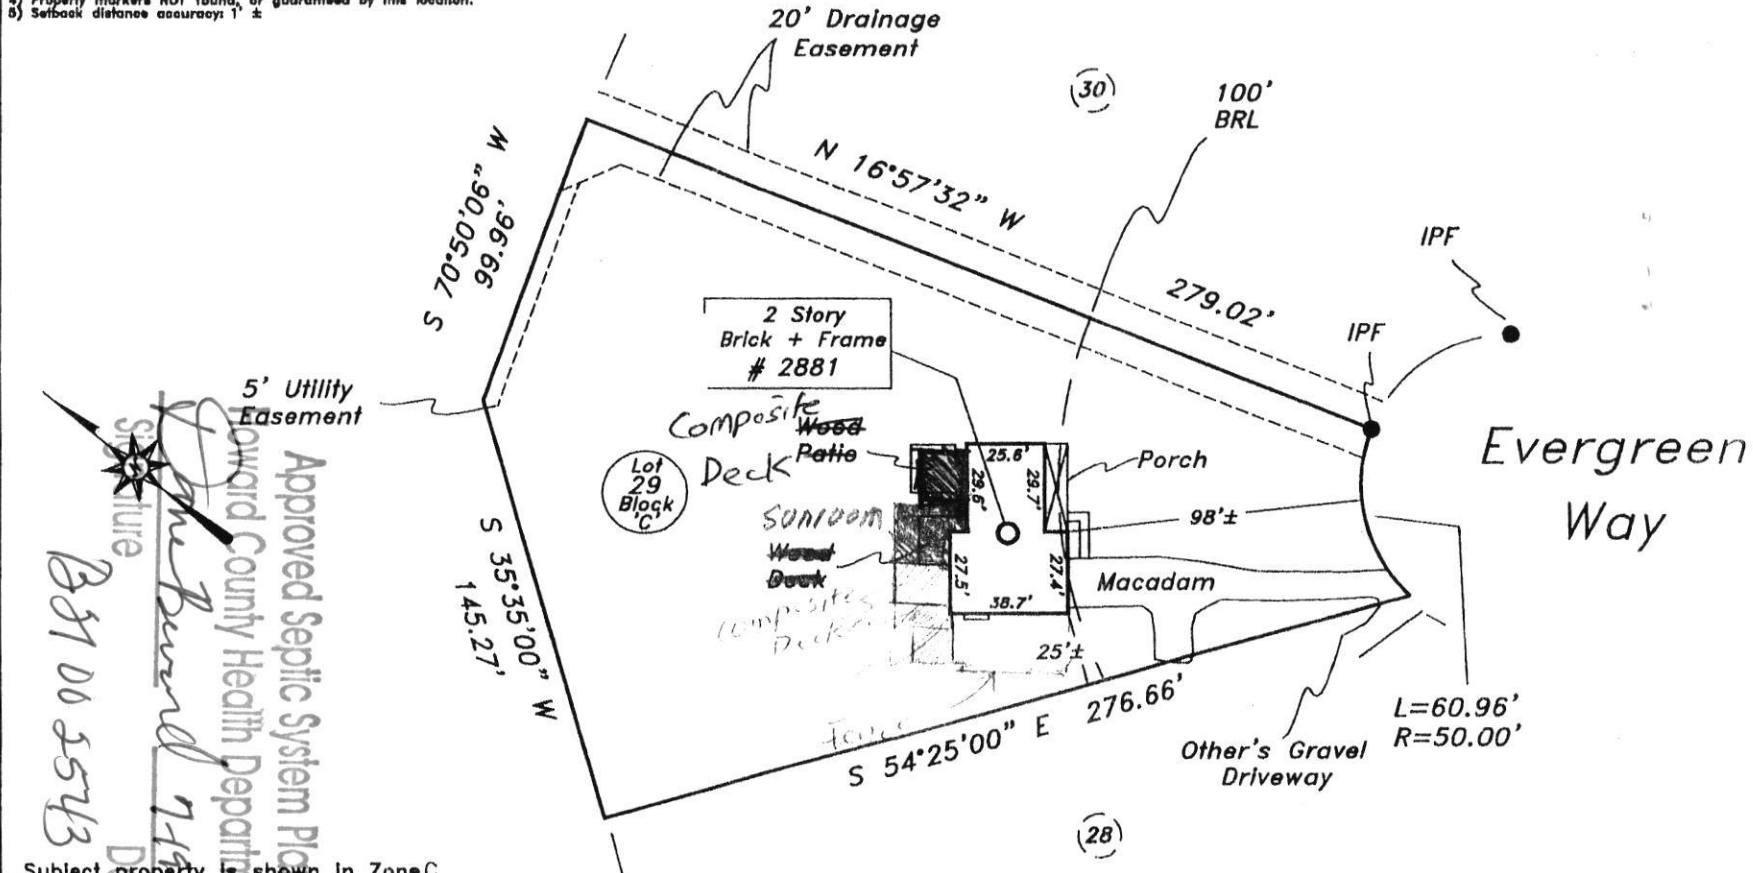 5) Setback distance accuracy: 1' ±
20' Drainage
Easement
30
100'
BRL
N 16°57'32" W
279.02'
IPF
IPF
S 70°50'06" W
99.96'
2 Story
Brick + Frame
# 2881
5' Utility
Easement
Composite
Wood
Deck
Patio
Lot
29
Block
'C'
25.6'
29.6'
29.7'
Porch
Evergreen
Way
98'±
Sunroom
Wood
Deck
27.5'
27.4'
38.7'
Macadam
Composite
Deck
25'±
Fence
S 35°35'00" W
145.27'
S 54°25'00" E 276.66'
L=60.96'
R=50.00'
Other's Gravel
Driveway
28
Approved Septic System
Howard County Health
Signature
Subject property is shown in Zone C